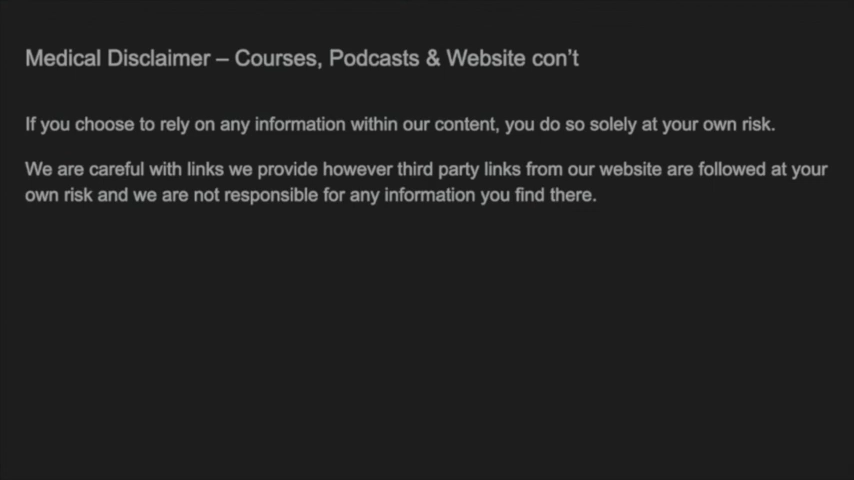 Medical Disclaimer – Courses, Podcasts & Website con’t
If you choose to rely on any information within our content, you do so solely at your own risk.
We are careful with links we provide however third party links from our website are followed at your
own risk and we are not responsible for any information you find there.